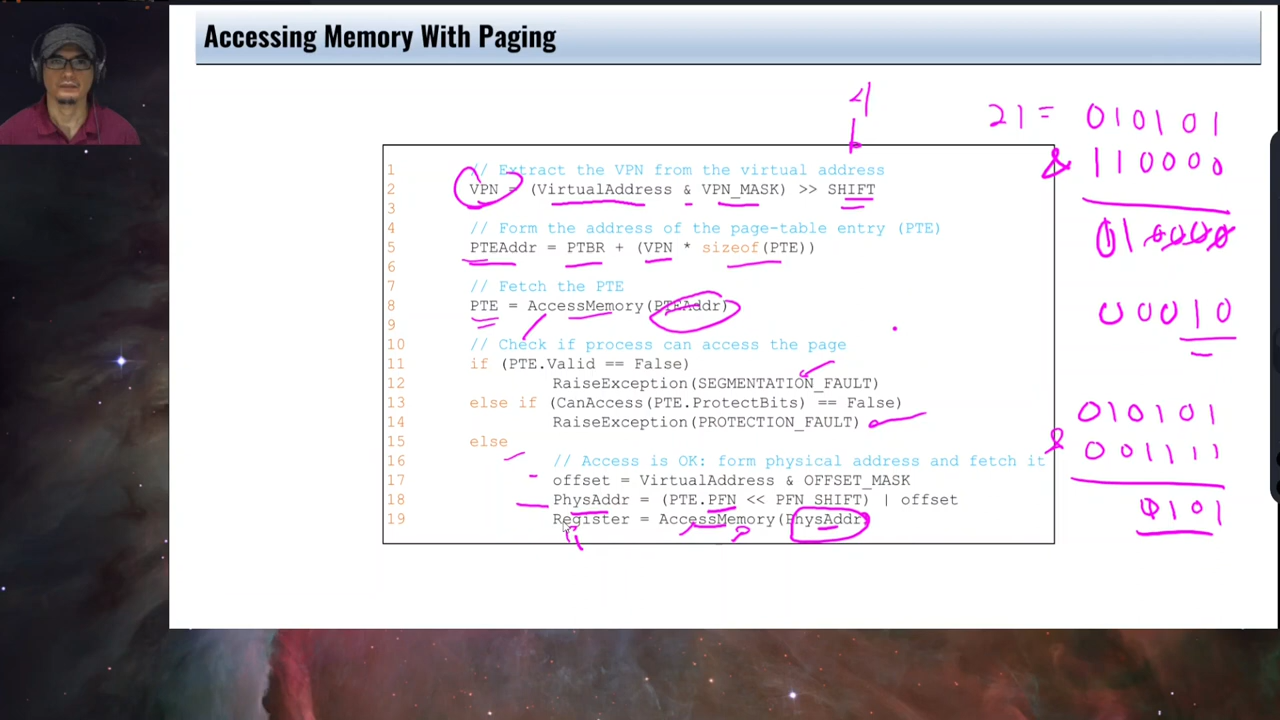 Accessing Memory With Paging
4
1 // Extract the VPN from the virtual address
2 VPN = (VirtualAddress & VPN_MASK) >> SHIFT
3
4 // Form the address of the page-table entry (PTE)
5 PTEAddr = PTBR + (VPN * sizeof(PTE))
6
7 // Fetch the PTE
8 PTE = AccessMemory(PTEAddr)
9
10 // Check if process can access the page
11 if (PTE.Valid == False)
12 RaiseException(SEGMENTATION_FAULT)
13 else if (CanAccess(PTE.ProtectBits) == False)
14 RaiseException(PROTECTION_FAULT)
15 else
16 // Access is OK: form physical address and fetch it
17 offset = VirtualAddress & OFFSET_MASK
18 PhysAddr = (PTE.PFN << PFN_SHIFT) | offset
19 Register = AccessMemory(PhysAddr)
21 = 010101
& 110000
010000
00010
010101
& 001111
0101